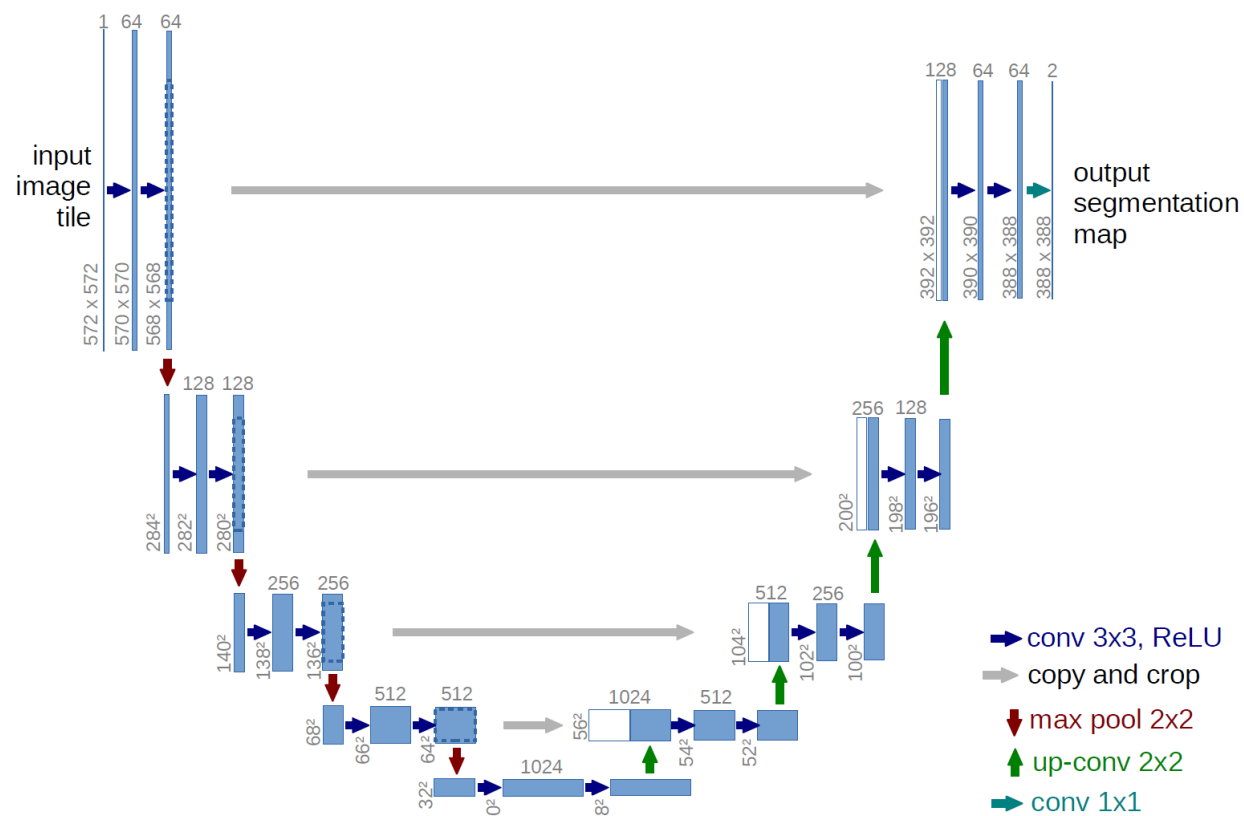 1 64 64
128 64 64 2
input
image
tile
output
segmentation
map
572 x 572
570 x 570
568 x 568
392 x 392
390 x 390
388 x 388
388 x 388
128 128
256 128
284²
282²
280²
200²
198²
196²
256 256
512 256
140²
138²
136²
104²
102²
100²
512 512
1024 512
68²
66²
64²
56²
54²
52²
1024
32²
0²
8²
conv 3x3, ReLU
copy and crop
max pool 2x2
up-conv 2x2
conv 1x1